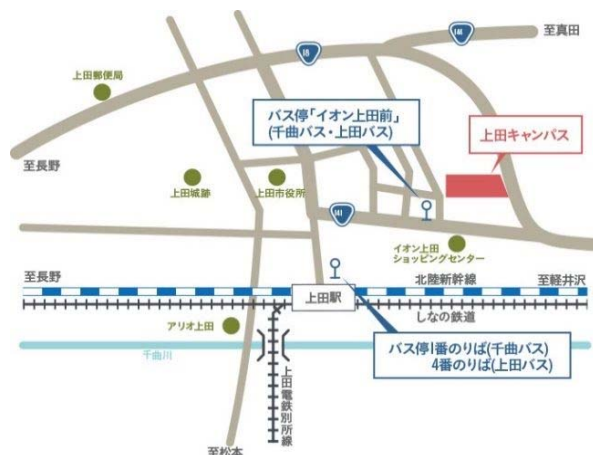 至真田
141
18
上田郵便局
バス停「イオン上田前」
(千曲バス・上田バス)
上田キャンパス
至長野
上田城跡
上田市役所
141
イオン上田
ショッピングセンター
至長野
北陸新幹線
至軽井沢
上田駅
しなの鉄道
アリオ上田
バス停1番のりば(千曲バス)
4番のりば(上田バス)
千曲川
上田電鉄別所線
至松本